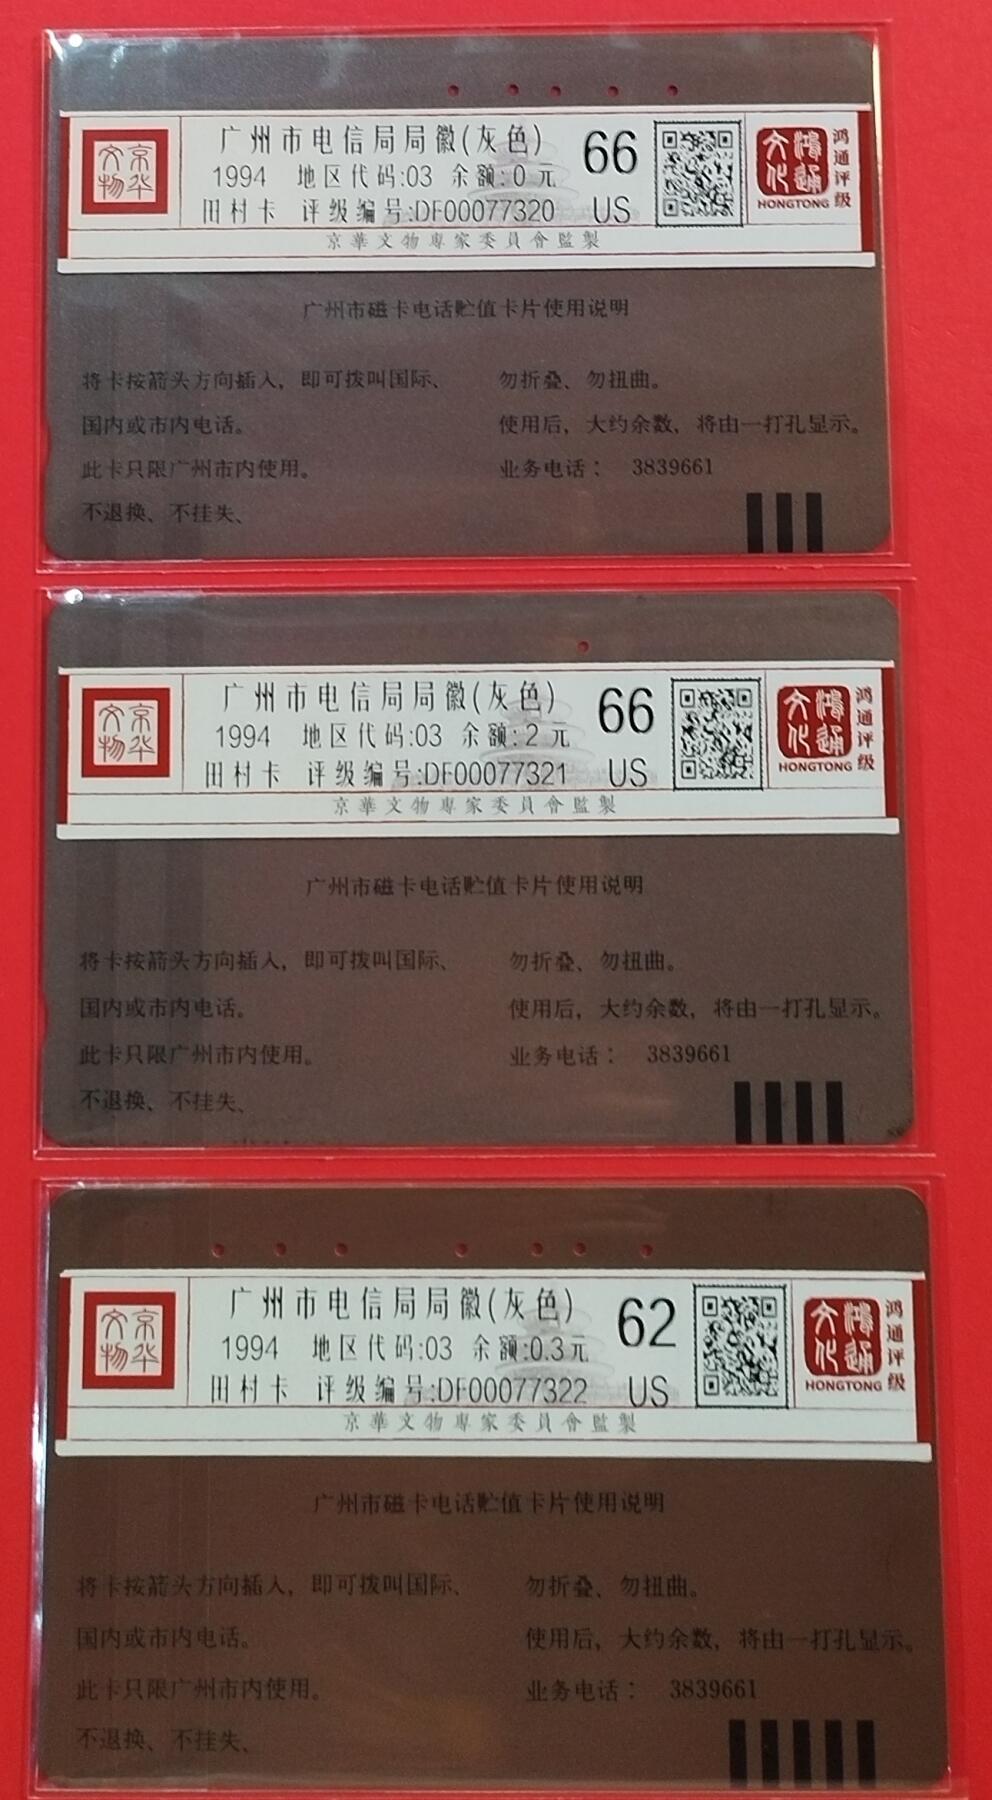 京华文物
广州市电信局局徽(灰色)
1994 地区代码:03 余额:0 元
田村卡 评级编号:DF00077320
66
US
鸿通文化
HONGTONG
鸿通评级
京華文物專家委員會監製
广州市磁卡电话贮值卡片使用说明
将卡按箭头方向插入，即可拨叫国际、
国内或市内电话。
此卡只限广州市内使用。
不退换、不挂失、
勿折叠、勿扭曲。
使用后，大约余数，将由一打孔显示。
业务电话： 3839661
京华文物
广州市电信局局徽(灰色)
1994 地区代码:03 余额:2 元
田村卡 评级编号:DF00077321
66
US
鸿通文化
HONGTONG
鸿通评级
京華文物專家委員會監製
广州市磁卡电话贮值卡片使用说明
将卡按箭头方向插入，即可拨叫国际、
国内或市内电话。
此卡只限广州市内使用。
不退换、不挂失、
勿折叠、勿扭曲。
使用后，大约余数，将由一打孔显示。
业务电话： 3839661
京华文物
广州市电信局局徽(灰色)
1994 地区代码:03 余额:0.3元
田村卡 评级编号:DF00077322
62
US
鸿通文化
HONGTONG
鸿通评级
京華文物專家委員會監製
广州市磁卡电话贮值卡片使用说明
将卡按箭头方向插入，即可拨叫国际、
国内或市内电话。
此卡只限广州市内使用。
不退换、不挂失、
勿折叠、勿扭曲。
使用后，大约余数，将由一打孔显示。
业务电话： 3839661